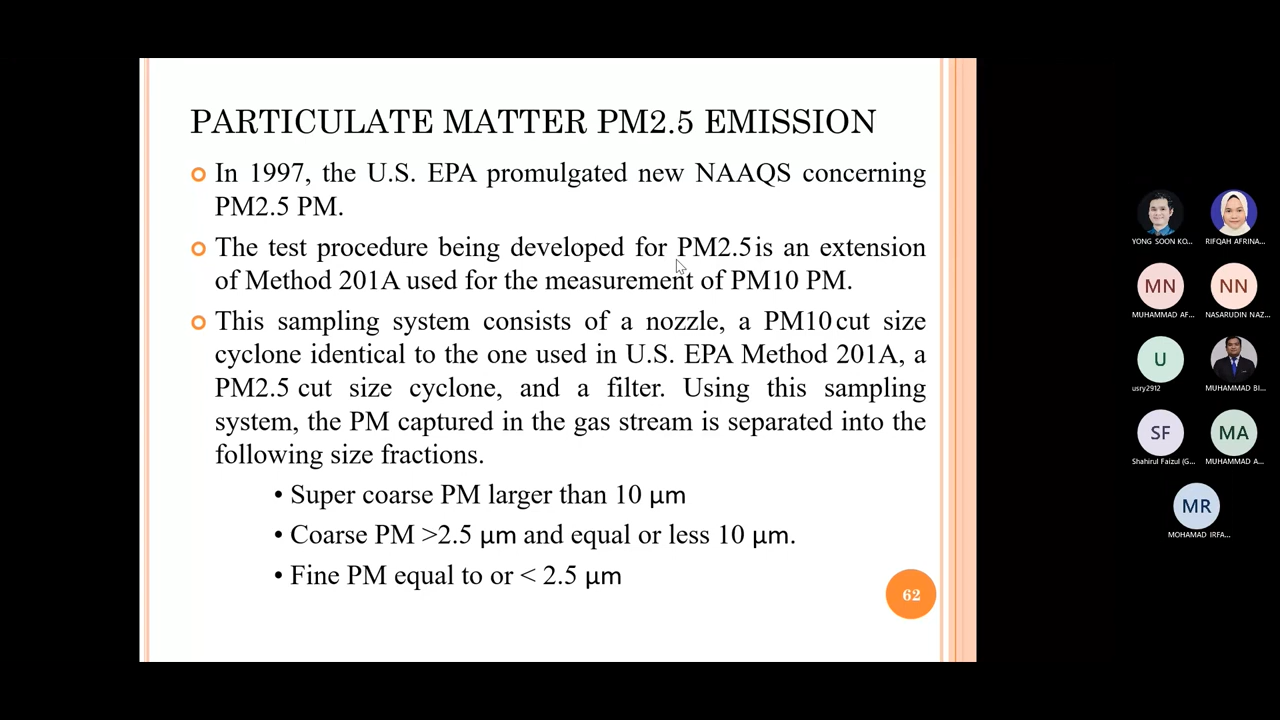 PARTICULATE MATTER PM2.5 EMISSION
In 1997, the U.S. EPA promulgated new NAAQS concerning
PM2.5 PM.
The test procedure being developed for PM2.5 is an extension
of Method 201A used for the measurement of PM10 PM.
This sampling system consists of a nozzle, a PM10 cut size
cyclone identical to the one used in U.S. EPA Method 201A, a
PM2.5 cut size cyclone, and a filter. Using this sampling
system, the PM captured in the gas stream is separated into the
following size fractions.
• Super coarse PM larger than 10 μm
• Coarse PM >2.5 μm and equal or less 10 μm.
• Fine PM equal to or < 2.5 μm
62
YONG SOON KO...
RIFQAH AFRINA...
MN
NN
MUHAMMAD AF...
NASARUDIN NAZ...
U
usry2912
MUHAMMAD BI...
SF
MA
Shahirul Faizul (G...
MUHAMMAD A...
MR
MOHAMAD IRFA...